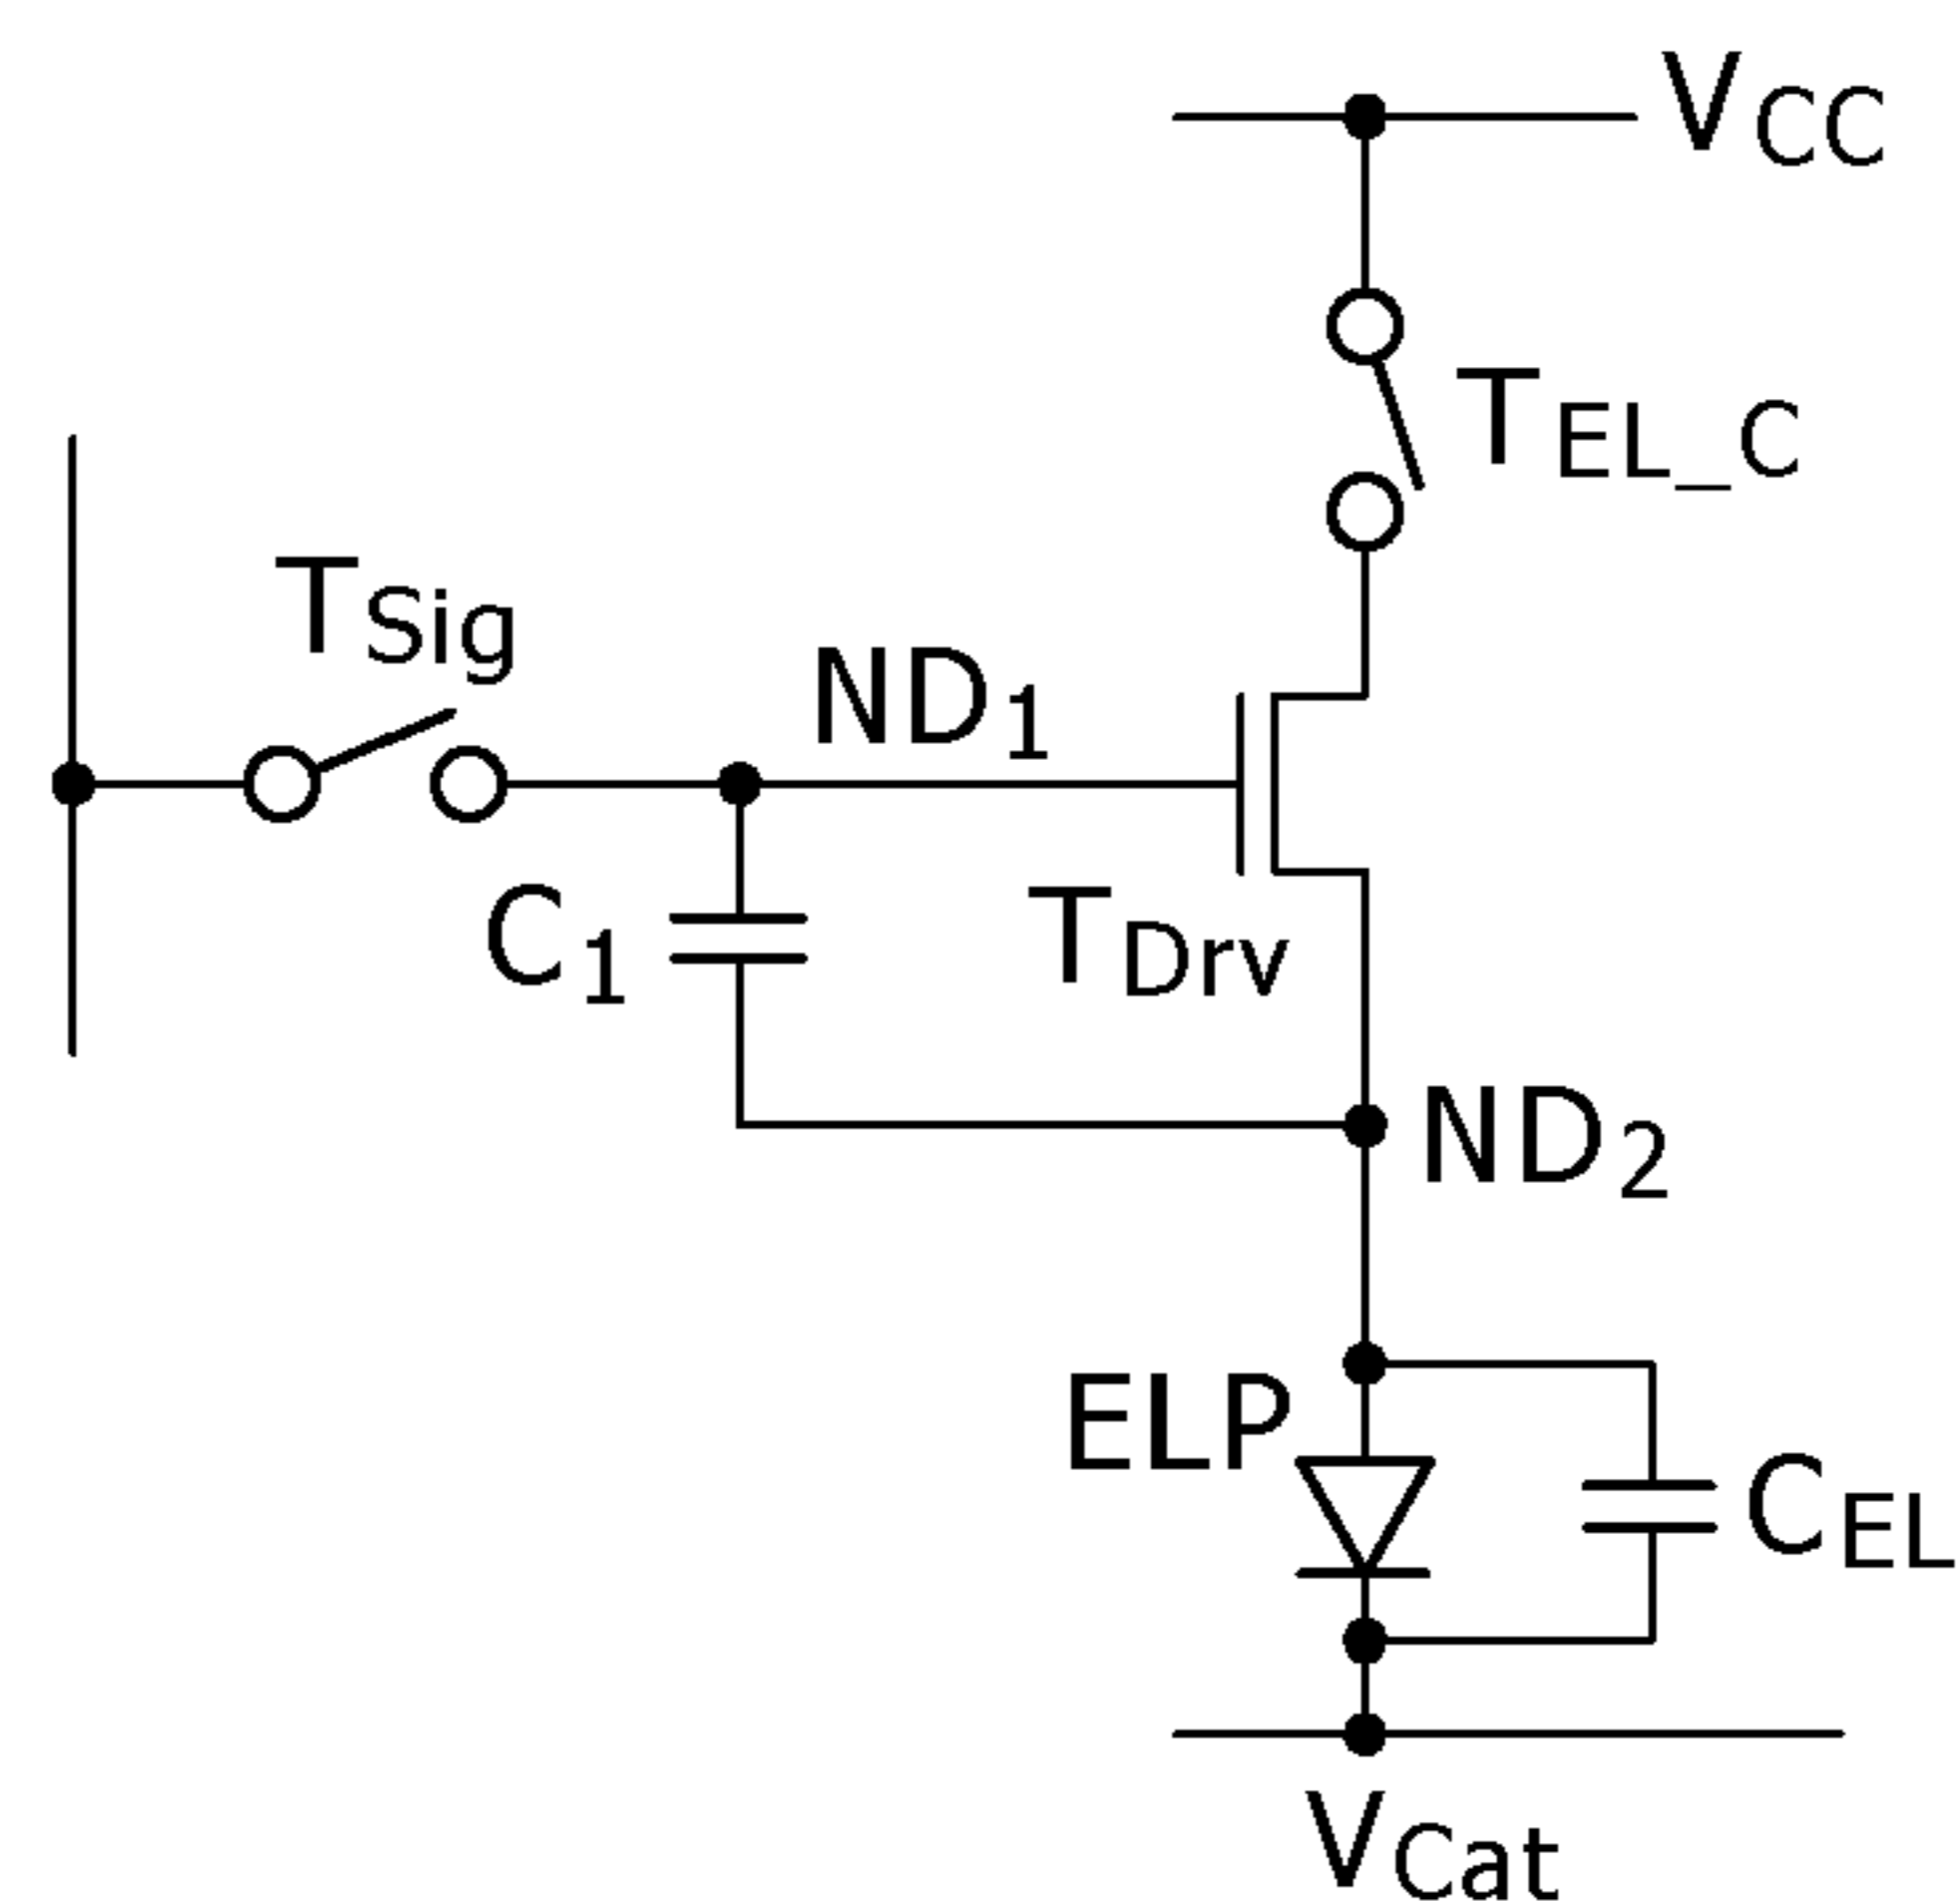 VCC
TEL_C
TSig
ND1
C1
TDrv
ND2
ELP
CEL
VCat